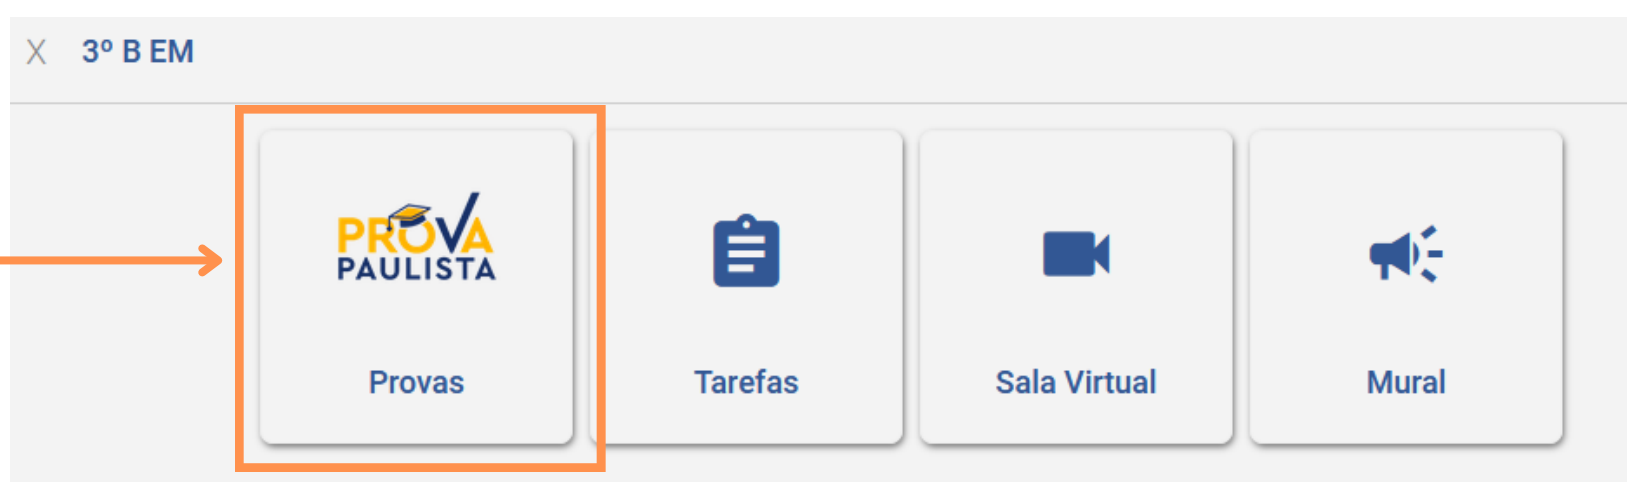 X 3º B EM
PROVA
PAULISTA
Provas
Tarefas
Sala Virtual
Mural